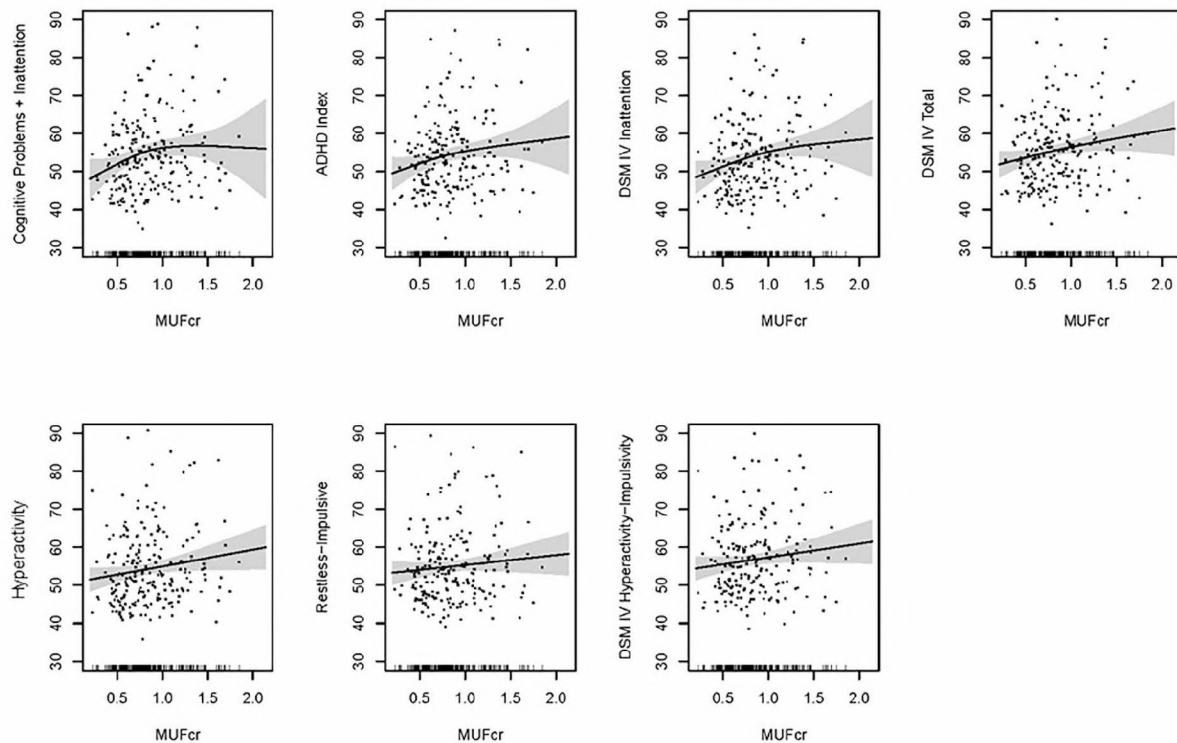 Cognitive Problems + Inattention
90
80
70
60
50
40
30
0.5 1.0 1.5 2.0
MUFcr
ADHD Index
90
80
70
60
50
40
30
0.5 1.0 1.5 2.0
MUFcr
DSM IV Inattention
90
80
70
60
50
40
30
0.5 1.0 1.5 2.0
MUFcr
DSM IV Total
90
80
70
60
50
40
30
0.5 1.0 1.5 2.0
MUFcr
Hyperactivity
90
80
70
60
50
40
30
0.5 1.0 1.5 2.0
MUFcr
Restless-Impulsive
90
80
70
60
50
40
30
0.5 1.0 1.5 2.0
MUFcr
DSM IV Hyperactivity-Impulsivity
90
80
70
60
50
40
30
0.5 1.0 1.5 2.0
MUFcr